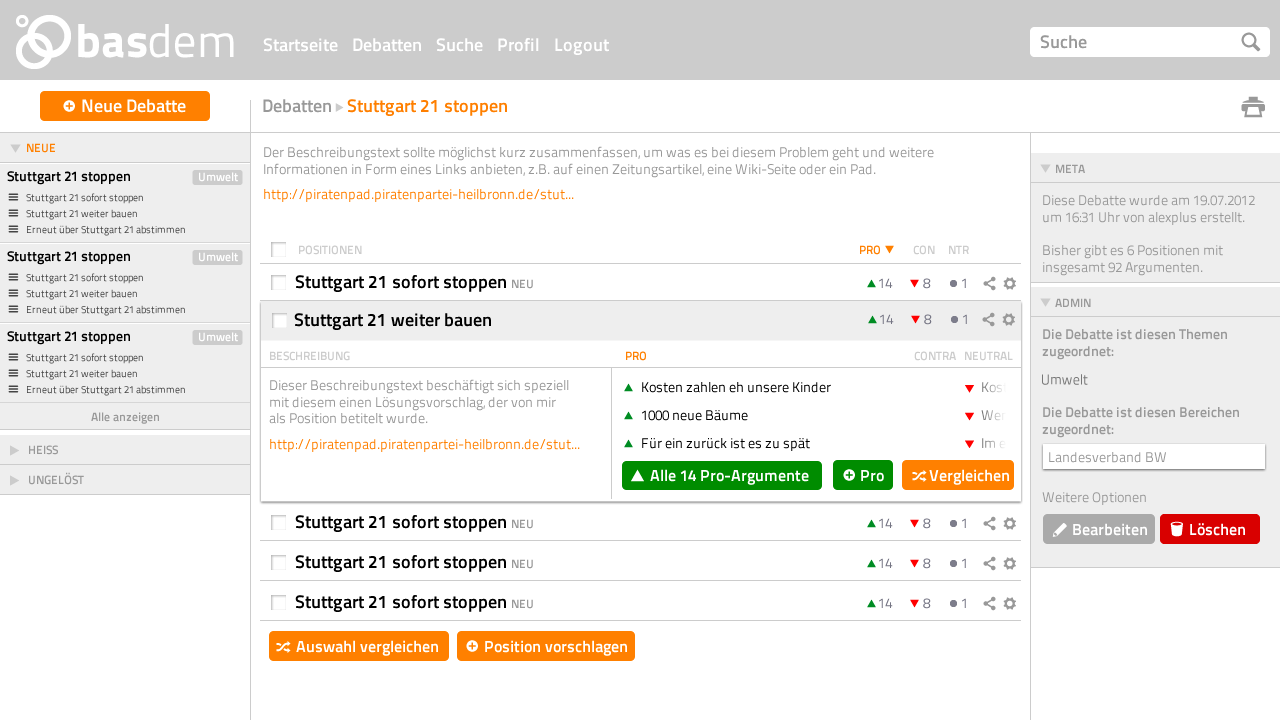 basdem
Startseite Debatten Suche Profil Logout
Suche
Neue Debatte
Debatten Stuttgart 21 stoppen
NEUE
Stuttgart 21 stoppen Umwelt
Stuttgart 21 sofort stoppen
Stuttgart 21 weiter bauen
Erneut über Stuttgart 21 abstimmen
Stuttgart 21 stoppen Umwelt
Stuttgart 21 sofort stoppen
Stuttgart 21 weiter bauen
Erneut über Stuttgart 21 abstimmen
Stuttgart 21 stoppen Umwelt
Stuttgart 21 sofort stoppen
Stuttgart 21 weiter bauen
Erneut über Stuttgart 21 abstimmen
Alle anzeigen
HEISS
UNGELÖST
Der Beschreibungstext sollte möglichst kurz zusammenfassen, um was es bei diesem Problem geht und weitere
Informationen in Form eines Links anbieten, z.B. auf einen Zeitungsartikel, eine Wiki-Seite oder ein Pad.
http://piratenpad.piratenpartei-heilbronn.de/stut...
POSITIONEN PRO CON NTR
Stuttgart 21 sofort stoppen NEU 14 8 1
Stuttgart 21 weiter bauen 14 8 1
BESCHREIBUNG PRO CONTRA NEUTRAL
Dieser Beschreibungstext beschäftigt sich speziell
mit diesem einen Lösungsvorschlag, der von mir
als Position betitelt wurde.
http://piratenpad.piratenpartei-heilbronn.de/stut...
Kosten zahlen eh unsere Kinder
1000 neue Bäume
Für ein zurück ist es zu spät
Im e
Alle 14 Pro-Argumente Pro Vergleichen
Stuttgart 21 sofort stoppen NEU 14 8 1
Stuttgart 21 sofort stoppen NEU 14 8 1
Stuttgart 21 sofort stoppen NEU 14 8 1
Auswahl vergleichen Position vorschlagen
META
Diese Debatte wurde am 19.07.2012
um 16:31 Uhr von alexplus erstellt.
Bisher gibt es 6 Positionen mit
insgesamt 92 Argumenten.
ADMIN
Die Debatte ist diesen Themen
zugeordnet:
Umwelt
Die Debatte ist diesen Bereichen
zugeordnet:
Landesverband BW
Weitere Optionen
Bearbeiten Löschen